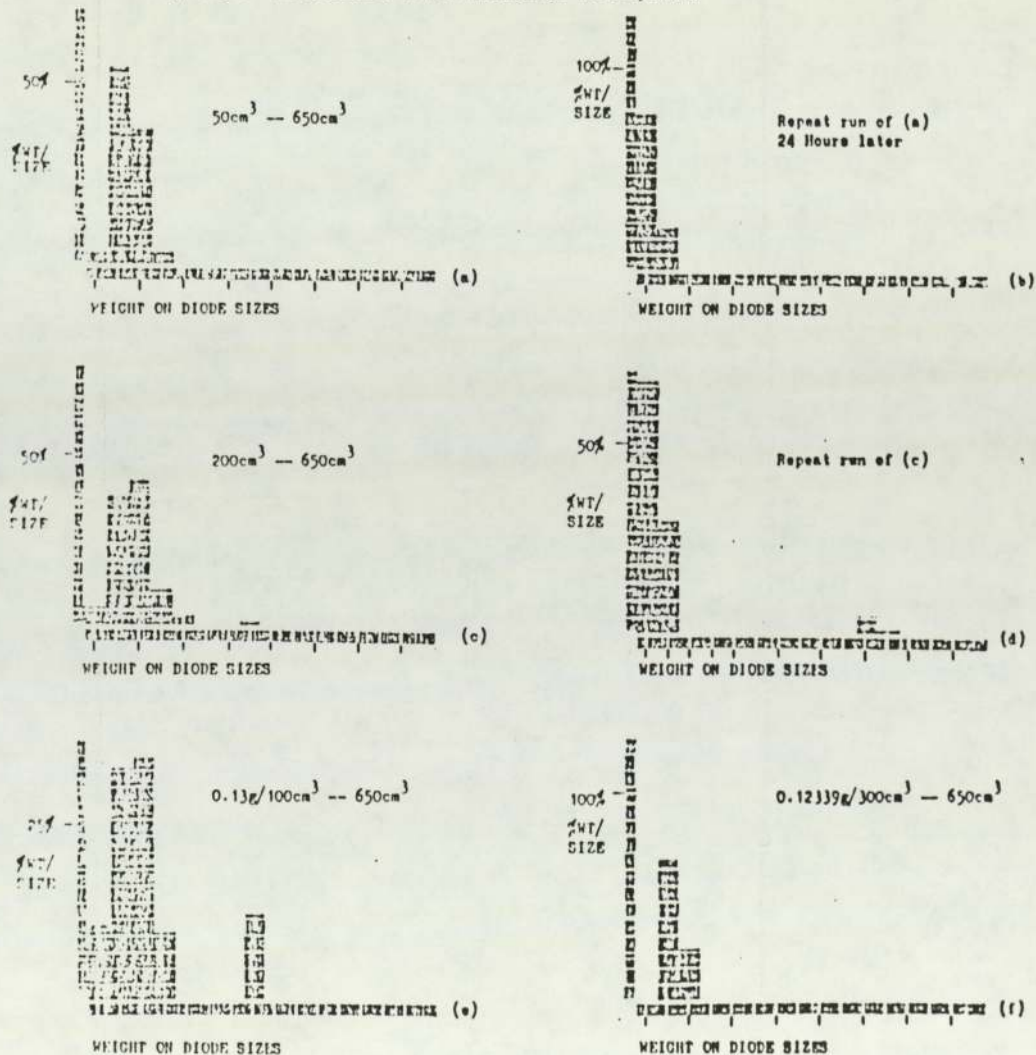 50%
%WT/
SIZE
50cm³ -- 650cm³
(a)
WEIGHT ON DIODE SIZES
100%
%WT/
SIZE
Repeat run of (a)
24 Hours later
(b)
WEIGHT ON DIODE SIZES
50%
%WT/
SIZE
200cm³ -- 650cm³
(c)
WEIGHT ON DIODE SIZES
50%
%WT/
SIZE
Repeat run of (c)
(d)
WEIGHT ON DIODE SIZES
%WT/
SIZE
0.13g/100cm³ -- 650cm³
(e)
WEIGHT ON DIODE SIZES
100%
%WT/
SIZE
0.12339g/300cm³ -- 650cm³
(f)
WEIGHT ON DIODE SIZES